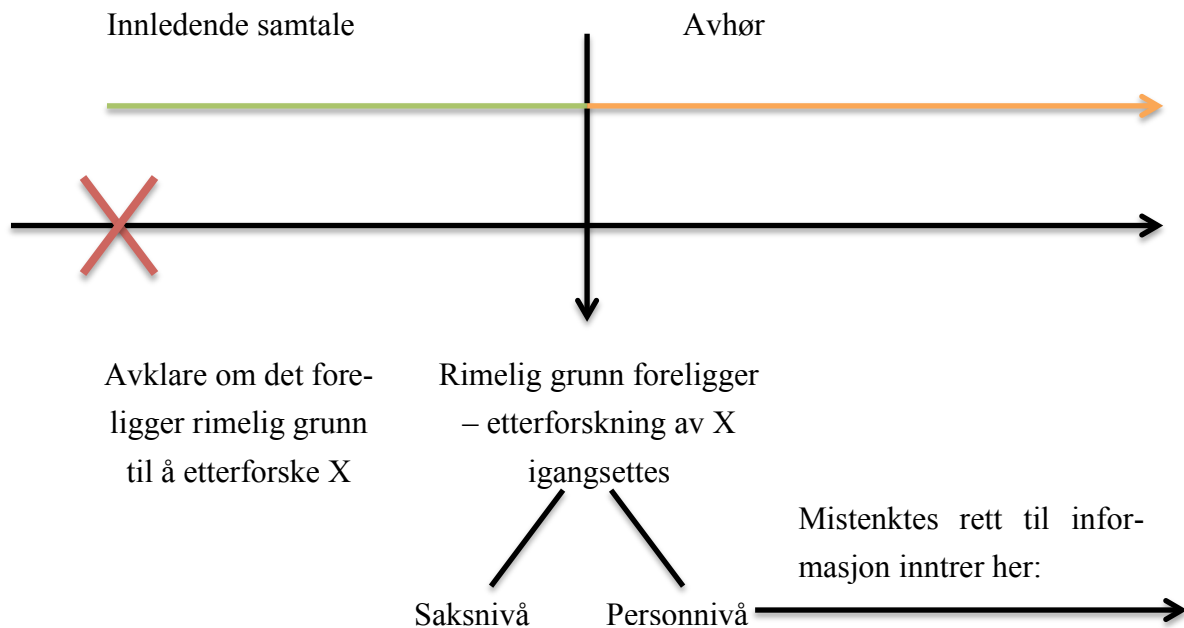 Innledende samtale
Avhør
Avklare om det fore-
ligger rimelig grunn
til å etterforske X
Rimelig grunn foreligger
– etterforskning av X
igangsettes
Mistenktes rett til infor-
masjon inntrer her:
Saksnivå
Personnivå